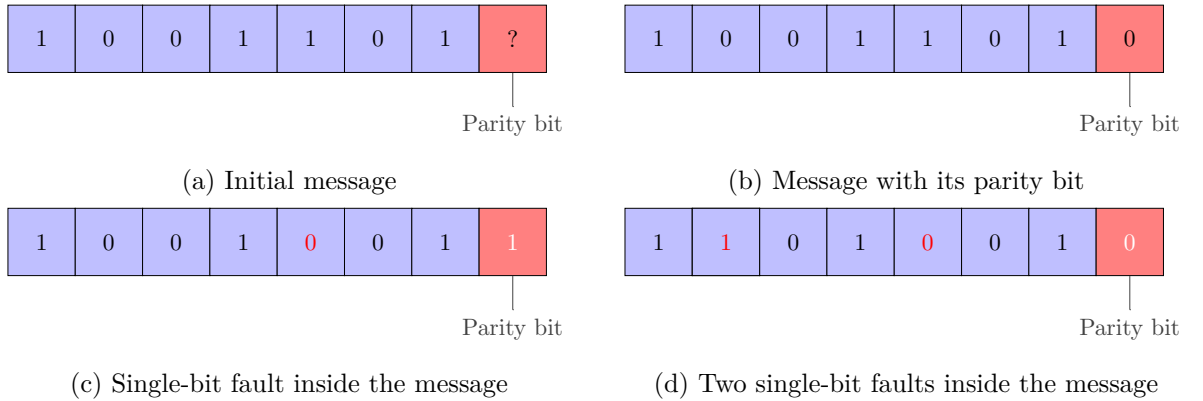 1 0 0 1 1 0 1 ?
Parity bit
(a) Initial message
1 0 0 1 1 0 1 0
Parity bit
(b) Message with its parity bit
1 0 0 1 0 0 1 1
Parity bit
(c) Single-bit fault inside the message
1 1 0 1 0 0 1 0
Parity bit
(d) Two single-bit faults inside the message